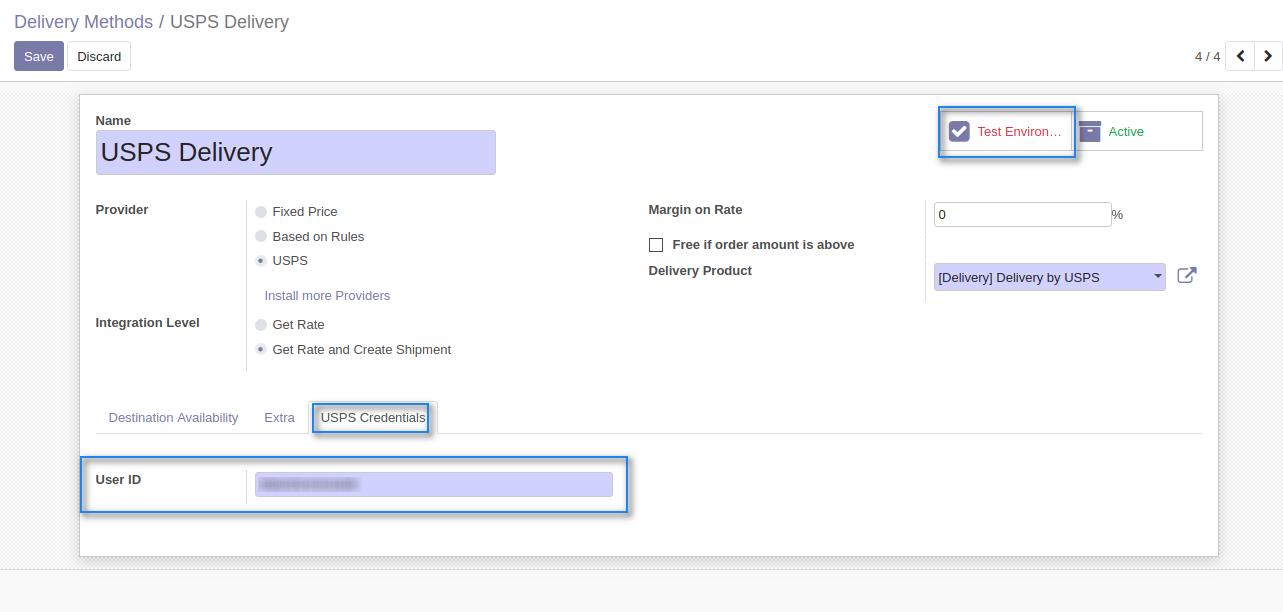 Delivery Methods / USPS Delivery
Save Discard
4 / 4
Name
USPS Delivery
Test Environ...
Active
Provider
Fixed Price
Based on Rules
USPS
Install more Providers
Integration Level
Get Rate
Get Rate and Create Shipment
Margin on Rate
0 %
Free if order amount is above
Delivery Product
[Delivery] Delivery by USPS
Destination Availability Extra USPS Credentials
User ID